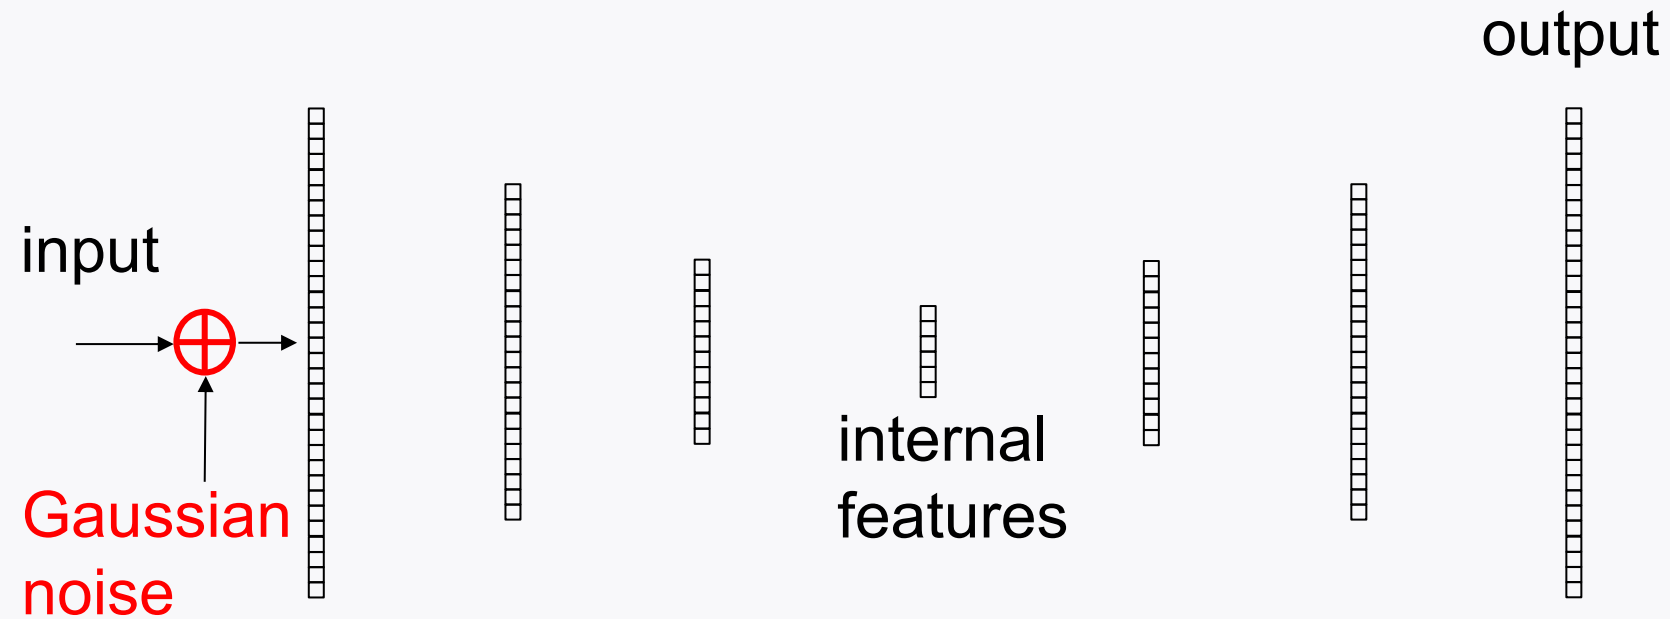 output
input
internal
features
Gaussian
noise